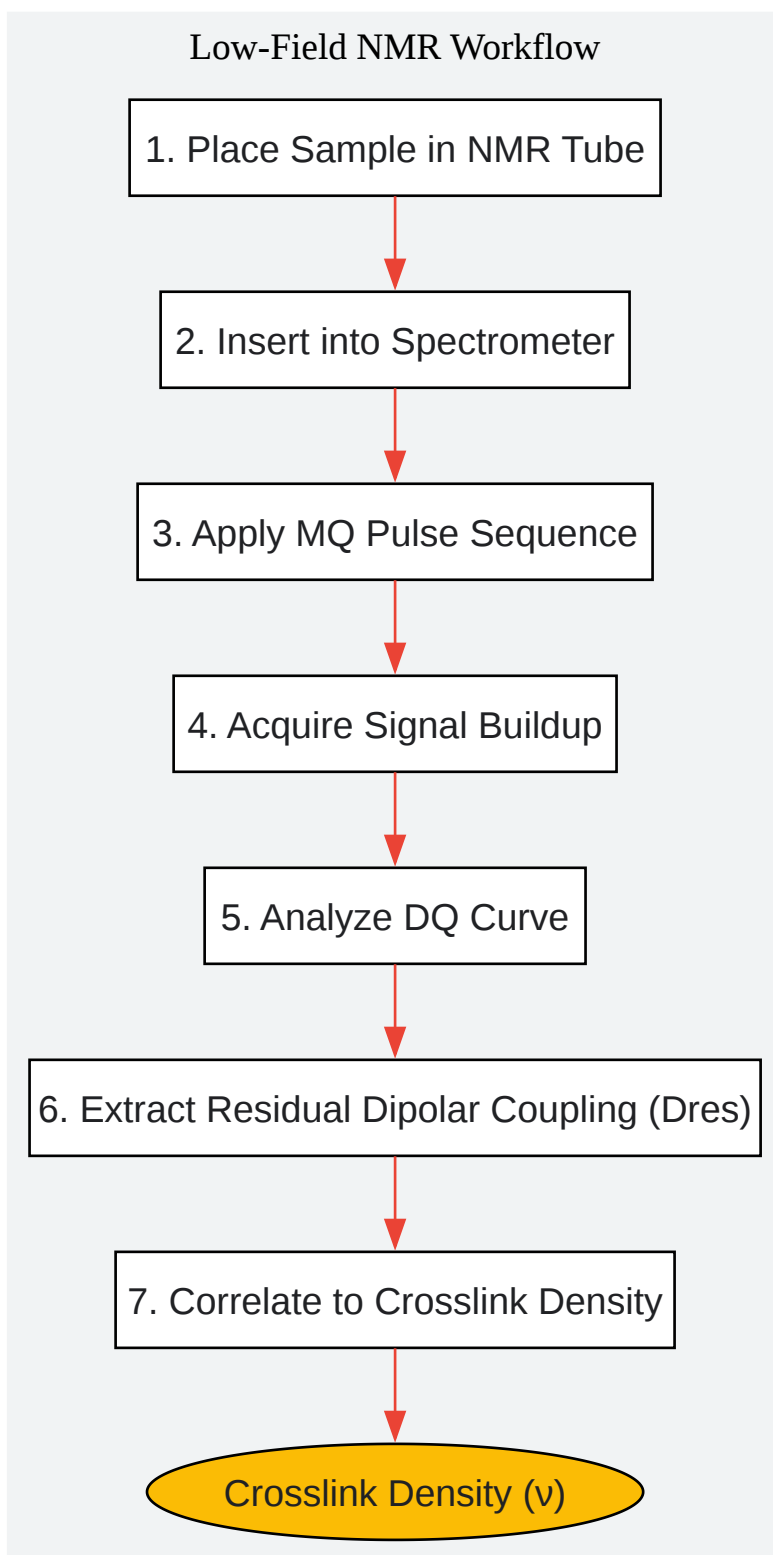 Low-Field NMR Workflow
1. Place Sample in NMR Tube
2. Insert into Spectrometer
3. Apply MQ Pulse Sequence
4. Acquire Signal Buildup
5. Analyze DQ Curve
6. Extract Residual Dipolar Coupling (Dres)
7. Correlate to Crosslink Density
Crosslink Density (ν)